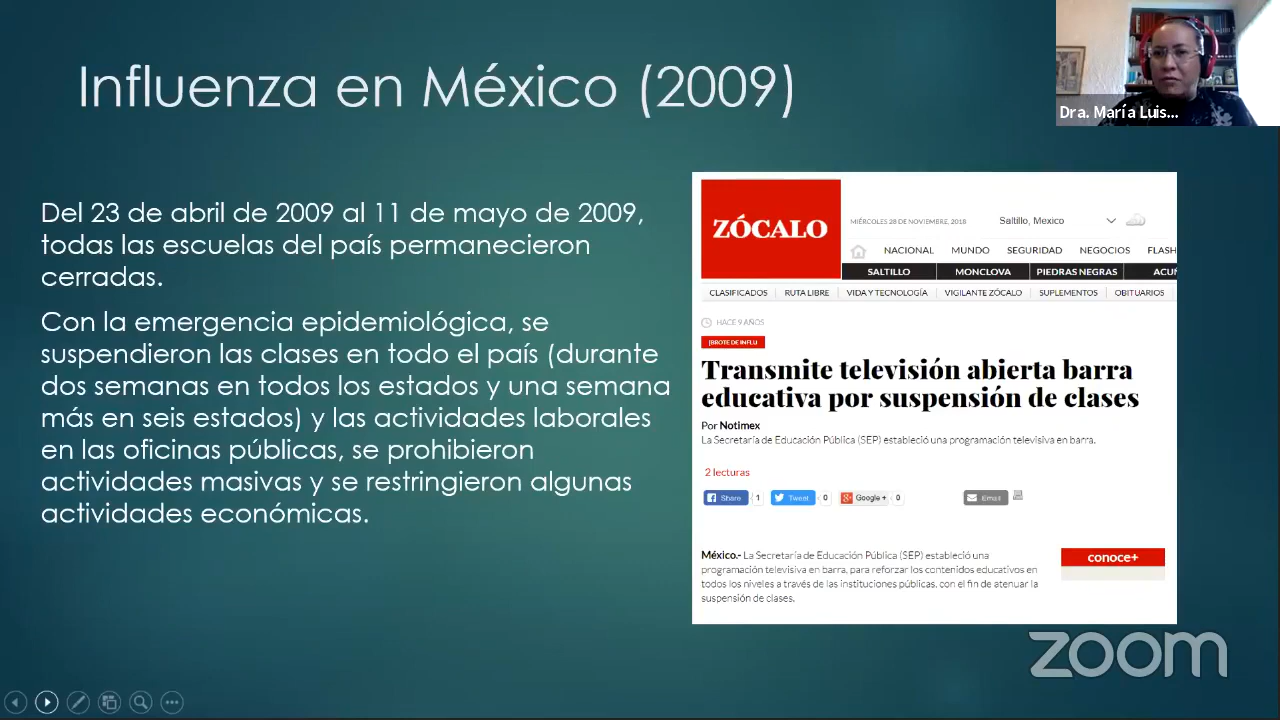 Influenza en México (2009)
Dra. María Luis...
Del 23 de abril de 2009 al 11 de mayo de 2009,
todas las escuelas del país permanecieron
cerradas.
Con la emergencia epidemiológica, se
suspendieron las clases en todo el país (durante
dos semanas en todos los estados y una semana
más en seis estados) y las actividades laborales
en las oficinas públicas, se prohibieron
actividades masivas y se restringieron algunas
actividades económicas.
ZÓCALO
MIÉRCOLES 28 DE NOVIEMBRE, 2018
Saltillo, Mexico
NACIONAL MUNDO SEGURIDAD NEGOCIOS FLASH
SALTILLO MONCLOVA PIEDRAS NEGRAS ACUÑ
CLASIFICADOS RUTA LIBRE VIDA Y TECNOLOGÍA VIGILANTE ZÓCALO SUPLEMENTOS OBITUARIOS
HACE 9 AÑOS
|BROTE DE INFLU
Transmite televisión abierta barra
educativa por suspensión de clases
Por Notimex
La Secretaría de Educación Pública (SEP) estableció una programación televisiva en barra.
2 lecturas
Share 1 Tweet 0 Google + 0 Email
México.- La Secretaría de Educación Pública (SEP) estableció una
programación televisiva en barra, para reforzar los contenidos educativos en
todos los niveles a través de las instituciones públicas, con el fin de atenuar la
suspensión de clases.
conoce+
zoom